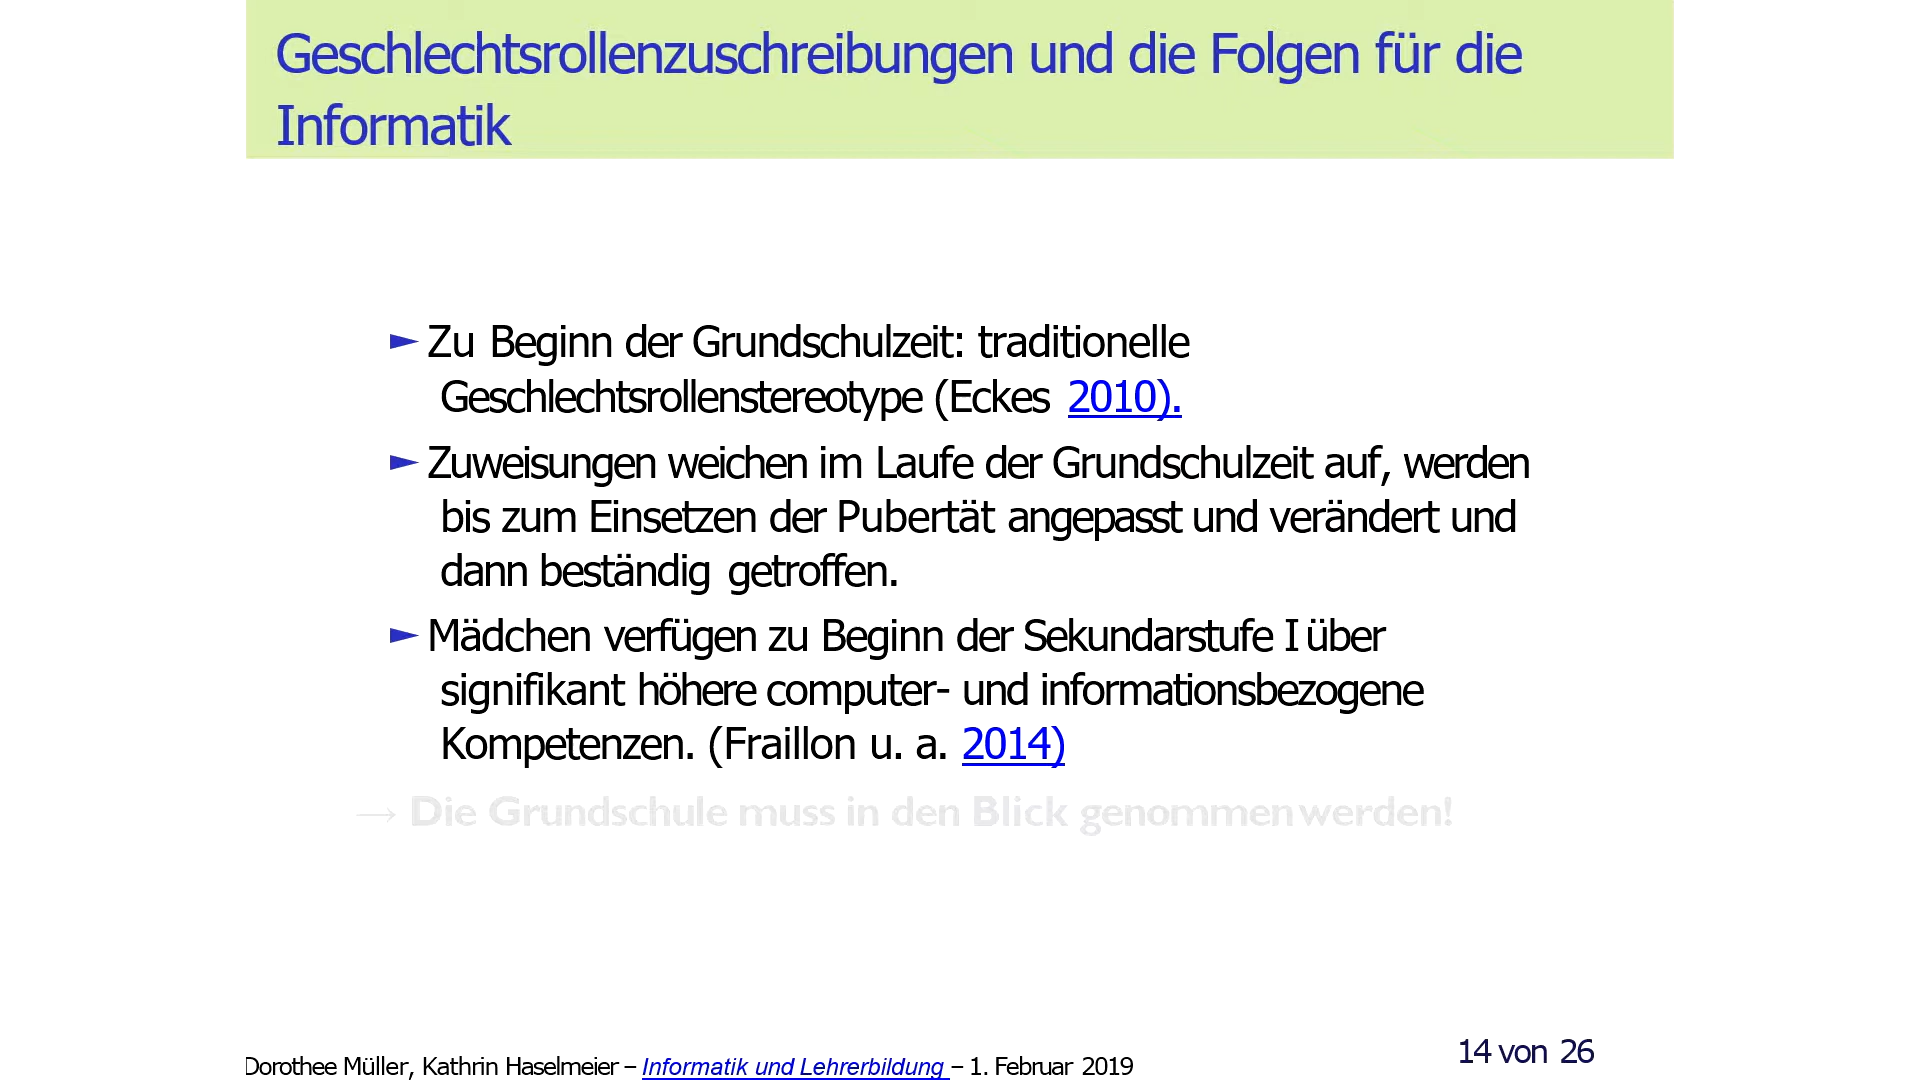 Geschlechtsrollenzuschreibungen und die Folgen für die
Informatik
► Zu Beginn der Grundschulzeit: traditionelle
Geschlechtsrollenstereotype (Eckes 2010).
► Zuweisungen weichen im Laufe der Grundschulzeit auf, werden
bis zum Einsetzen der Pubertät angepasst und verändert und
dann beständig getroffen.
► Mädchen verfügen zu Beginn der Sekundarstufe I über
signifikant höhere computer- und informationsbezogene
Kompetenzen. (Fraillon u. a. 2014)
→ Die Grundschule muss in den Blick genommen werden!
14 von 26
Dorothee Müller, Kathrin Haselmeier – Informatik und Lehrerbildung – 1. Februar 2019